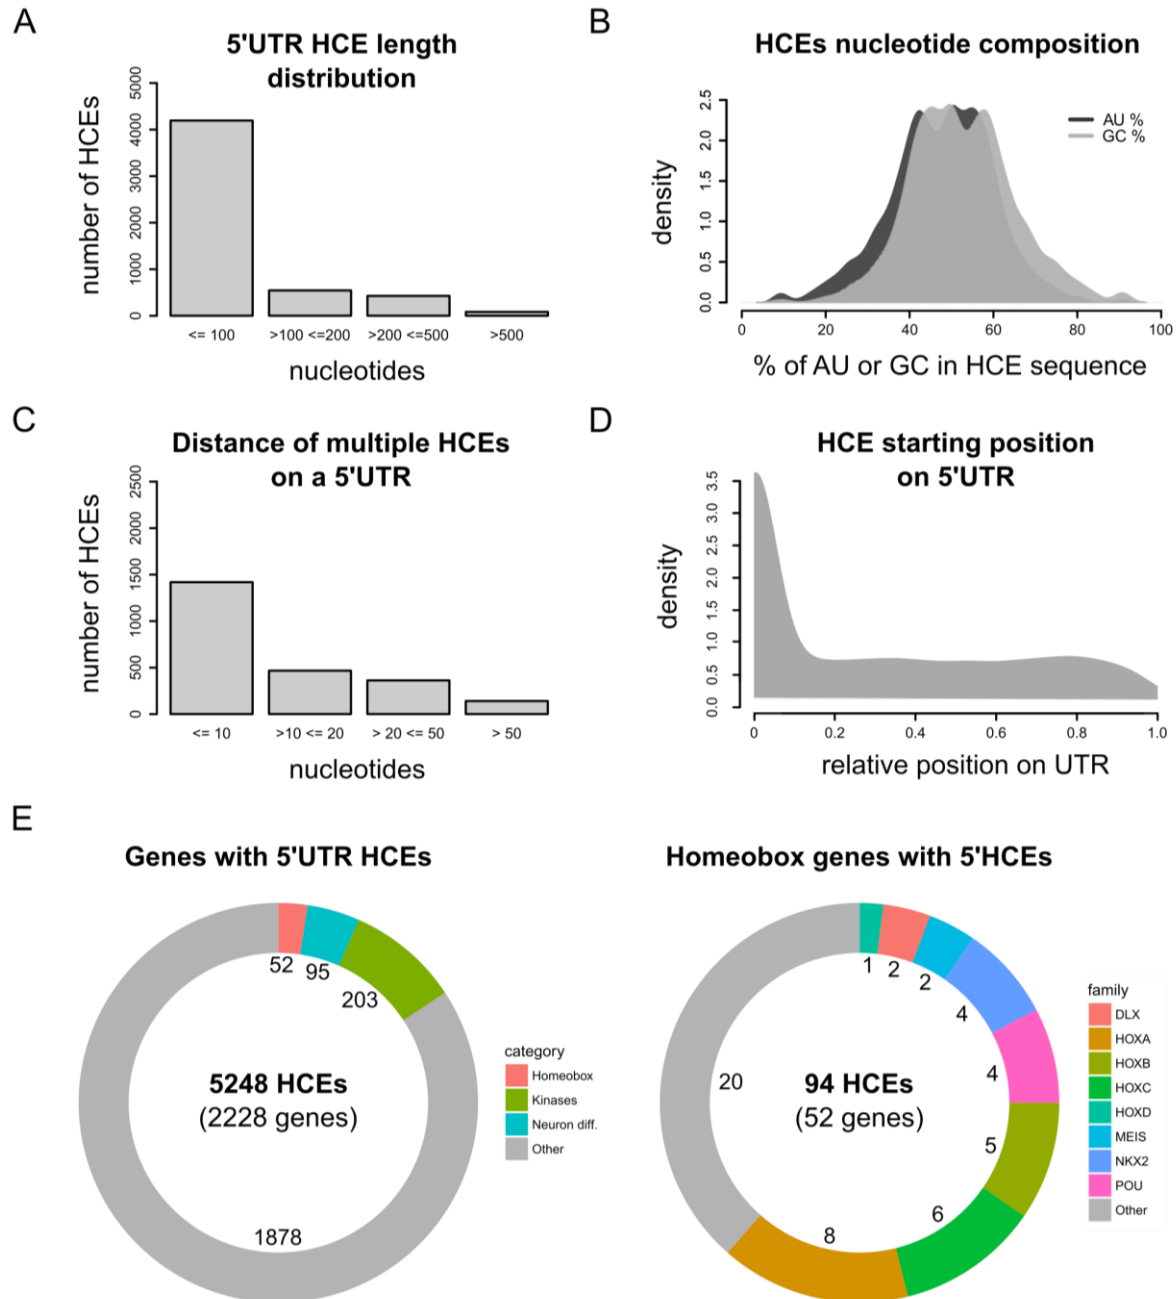 A
5'UTR HCE length
distribution
number of HCEs
0
1000
2000
3000
4000
5000
<= 100
>100 <=200
>200 <=500
>500
nucleotides
B
HCEs nucleotide composition
density
0.0
0.5
1.0
1.5
2.0
2.5
AU %
GC %
0
20
40
60
80
100
% of AU or GC in HCE sequence
C
Distance of multiple HCEs
on a 5'UTR
number of HCEs
0
500
1000
1500
2000
2500
<= 10
>10 <= 20
> 20 <= 50
> 50
nucleotides
D
HCE starting position
on 5'UTR
density
0.0
0.5
1.0
1.5
2.0
2.5
3.0
3.5
0
0.2
0.4
0.6
0.8
1.0
relative position on UTR
E
Genes with 5'UTR HCEs
52
95
203
1878
5248 HCEs
(2228 genes)
category
Homeobox
Kinases
Neuron diff.
Other
Homeobox genes with 5'HCEs
1
2
2
4
4
5
6
8
20
94 HCEs
(52 genes)
family
DLX
HOXA
HOXB
HOXC
HOXD
MEIS
NKX2
POU
Other